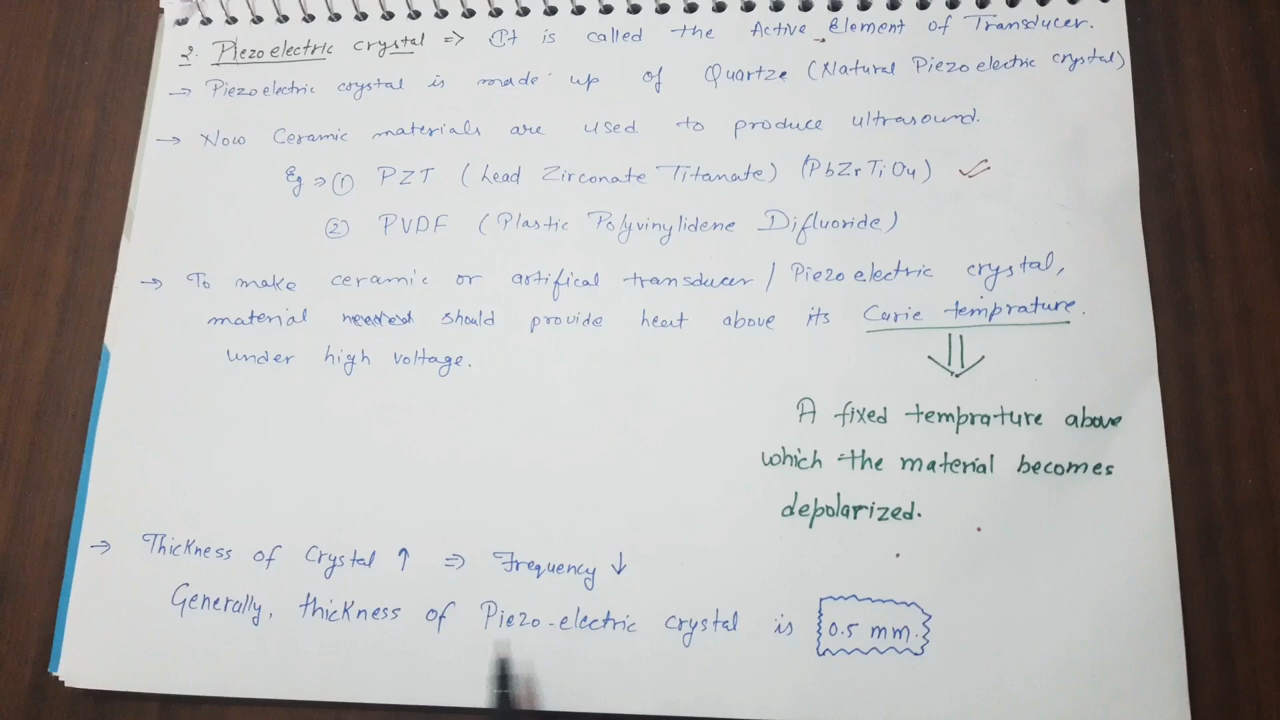 2. Piezoelectric crystal ⇒ It is called the Active Element of Transducer.
→ Piezoelectric crystal is made up of Quartze (Natural Piezoelectric crystal)
→ Now Ceramic materials are used to produce ultrasound.
Eg ⇒ ① PZT (Lead Zirconate Titanate) (PbZrTiO4)
② PVDF (Plastic Polyvinylidene Difluoride)
→ To make ceramic or artifical transducer / Piezoelectric crystal,
material needed should provide heat above its Curie temprature.
under high voltage.
A fixed temprature above
which the material becomes
depolarized.
→ Thickness of Crystal ↑ ⇒ Frequency ↓
Generally, thickness of Piezo-electric crystal is 0.5 mm.